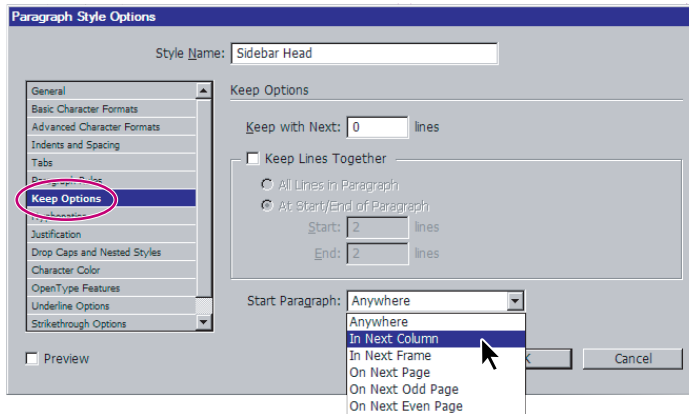 Paragraph Style Options
Style Name: Sidebar Head
General
Basic Character Formats
Advanced Character Formats
Indents and Spacing
Tabs
Paragraph Rules
Keep Options
Hyphenation
Justification
Drop Caps and Nested Styles
Character Color
OpenType Features
Underline Options
Strikethrough Options
Keep Options
Keep with Next: 0 lines
Keep Lines Together
All Lines in Paragraph
At Start/End of Paragraph
Start: 2 lines
End: 2 lines
Start Paragraph: Anywhere
Anywhere
In Next Column
In Next Frame
On Next Page
On Next Odd Page
On Next Even Page
Preview
Cancel